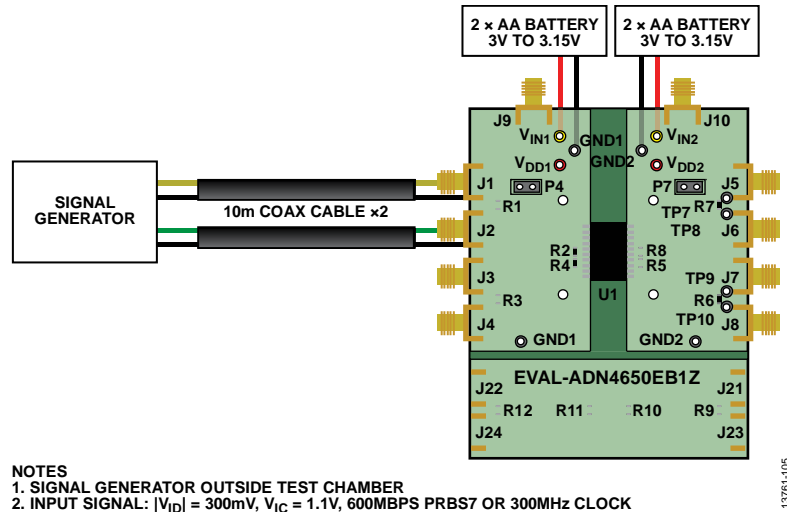 2 × AA BATTERY
3V TO 3.15V
2 × AA BATTERY
3V TO 3.15V
J9
J10
VIN1
GND1
VIN2
GND2
VDD1
VDD2
SIGNAL
GENERATOR
10m COAX CABLE ×2
J1
P4
P7
J5
R1
R7
TP7
J2
TP8
J6
R2
R8
R4
R5
J3
TP9
J7
U1
R3
R6
J4
TP10
J8
GND1
GND2
EVAL-ADN4650EB1Z
J22
J21
R12
R11
R10
R9
J24
J23
NOTES
1. SIGNAL GENERATOR OUTSIDE TEST CHAMBER
2. INPUT SIGNAL: |VID| = 300mV, VIC = 1.1V, 600MBPS PRBS7 OR 300MHz CLOCK
13761-105